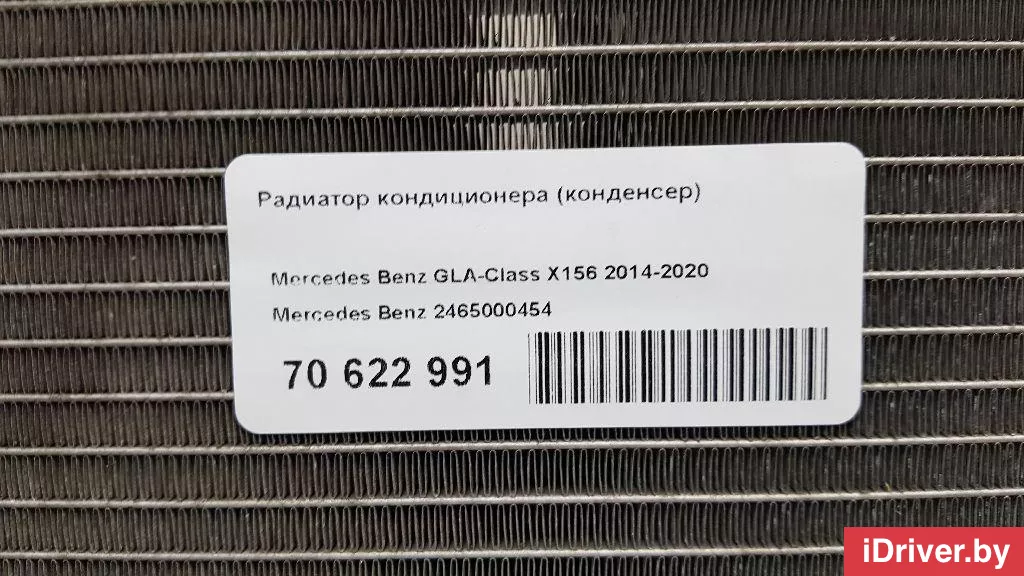 Радиатор кондиционера (конденсер)
Mercedes Benz GLA-Class X156 2014-2020
Mercedes Benz 2465000454
70 622 991
iDriver.by